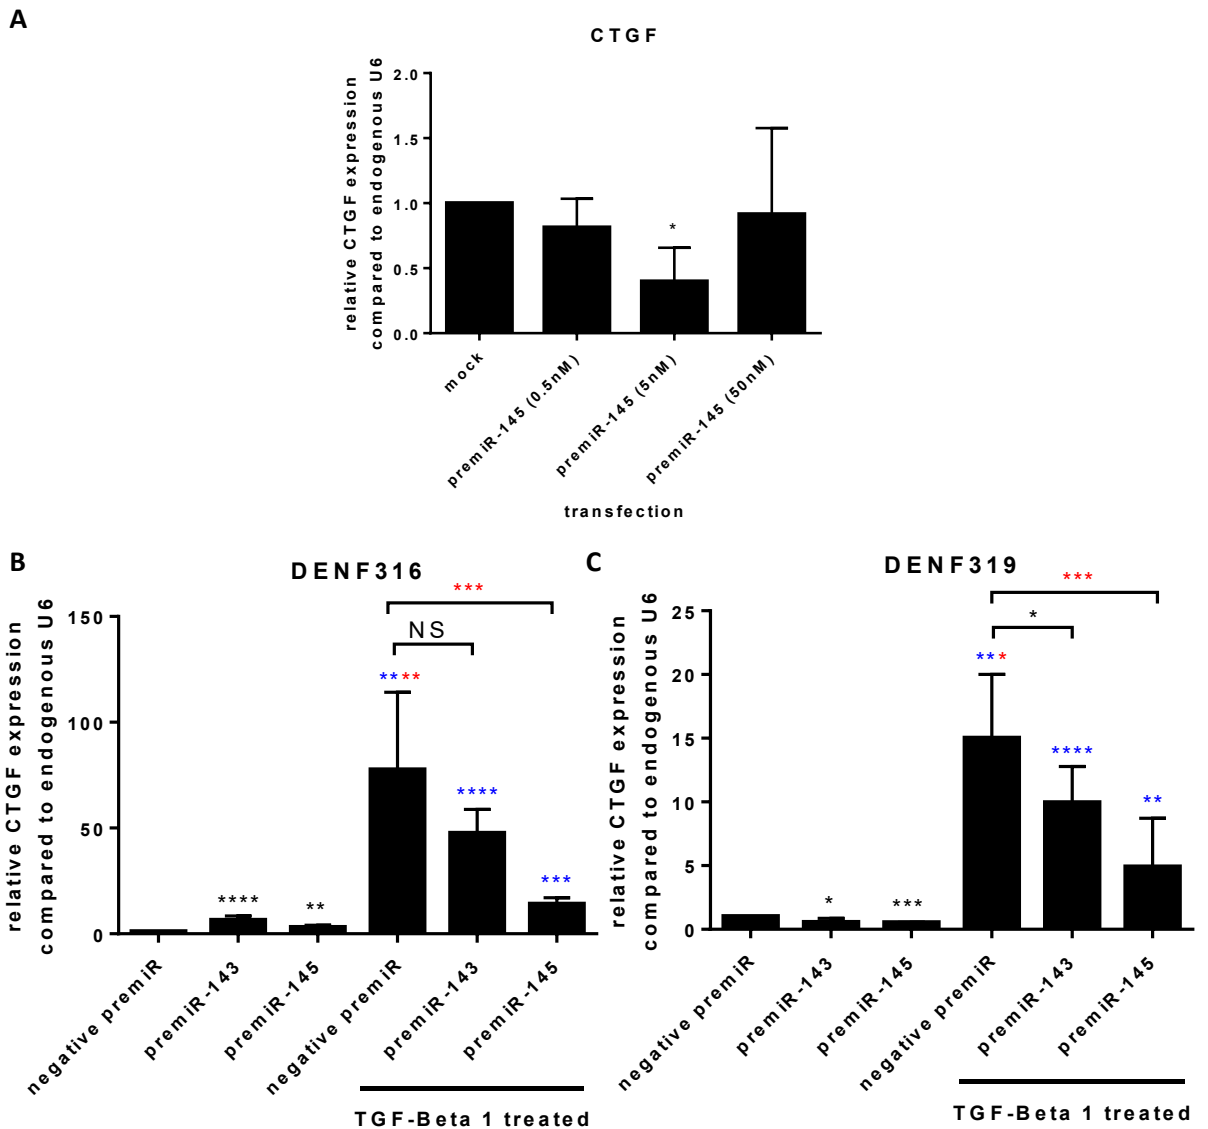 A
CTGF
relative CTGF expression
compared to endogenous U6
2.0
1.5
1.0
0.5
0.0
*
mock
premiR-145 (0.5nM)
premiR-145 (5nM)
premiR-145 (50nM)
transfection
B
DENF316
relative CTGF expression
compared to endogenous U6
150
100
50
0
***
NS
****
****
***
****
**
negative premiR
premiR-143
premiR-145
negative premiR
premiR-143
premiR-145
TGF-Beta 1 treated
C
DENF319
relative CTGF expression
compared to endogenous U6
25
20
15
10
5
0
***
*
***
****
**
*
***
negative premiR
premiR-143
premiR-145
negative premiR
premiR-143
premiR-145
TGF-Beta 1 treated